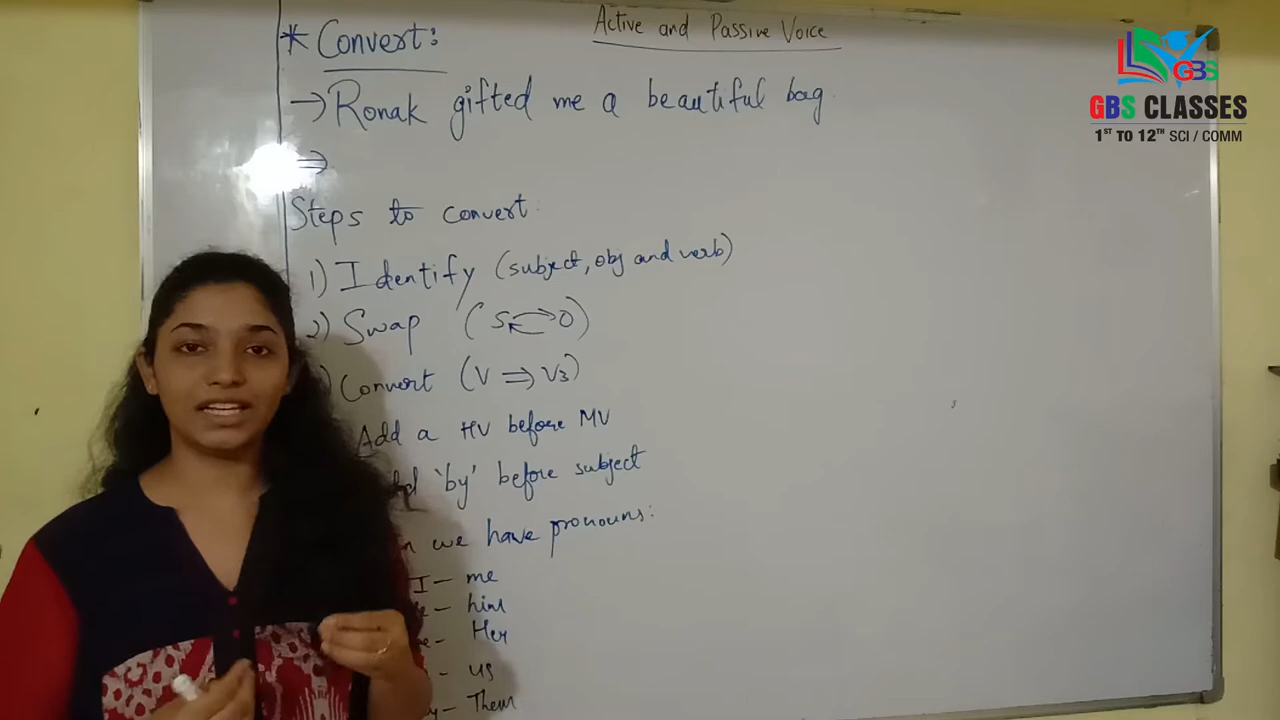 Active and Passive Voice
* Convert:
→ Ronak gifted me a beautiful bag.
⇒
Steps to convert:
1) Identify (subject, obj and verb)
2) Swap (S ⇄ O)
) Convert (V ⇒ V3)
Add a HV before MV
'by' before subject
we have pronouns:
I - me
- him
- Her
- us
- Them
GBS
GBS CLASSES
1ST TO 12TH SCI / COMM